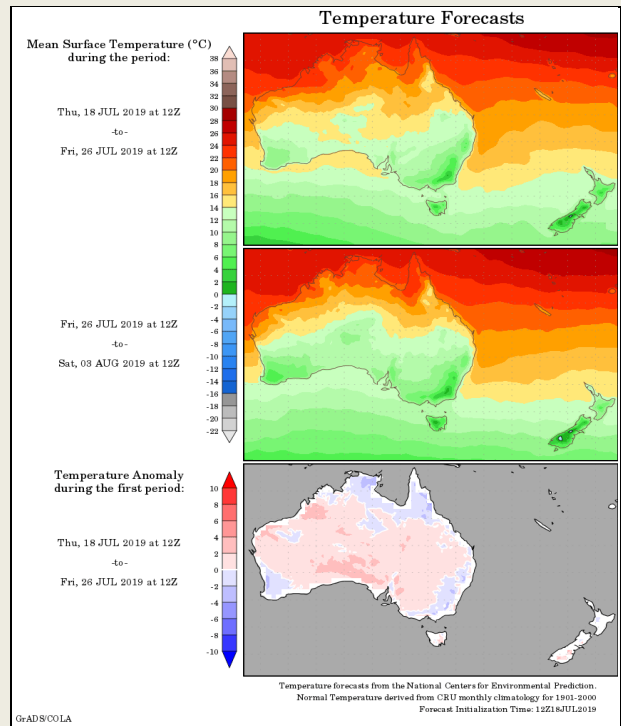 Temperature Forecasts
Mean Surface Temperature (°C)
during the period:
Thu, 18 JUL 2019 at 12Z
-to-
Fri, 26 JUL 2019 at 12Z
38
36
34
32
30
28
26
24
22
20
18
16
14
12
10
8
6
4
2
0
-2
-4
-6
-8
-10
-12
-14
-16
-18
-20
-22
Fri, 26 JUL 2019 at 12Z
-to-
Sat, 03 AUG 2019 at 12Z
Temperature Anomaly
during the first period:
Thu, 18 JUL 2019 at 12Z
-to-
Fri, 26 JUL 2019 at 12Z
10
8
6
4
2
0
-2
-4
-6
-8
-10
Temperature forecasts from the National Centers for Environmental Prediction.
Normal Temperature derived from CRU monthly climatology for 1901-2000
Forecast Initialization Time: 12Z18JUL2019
GrADS/COLA